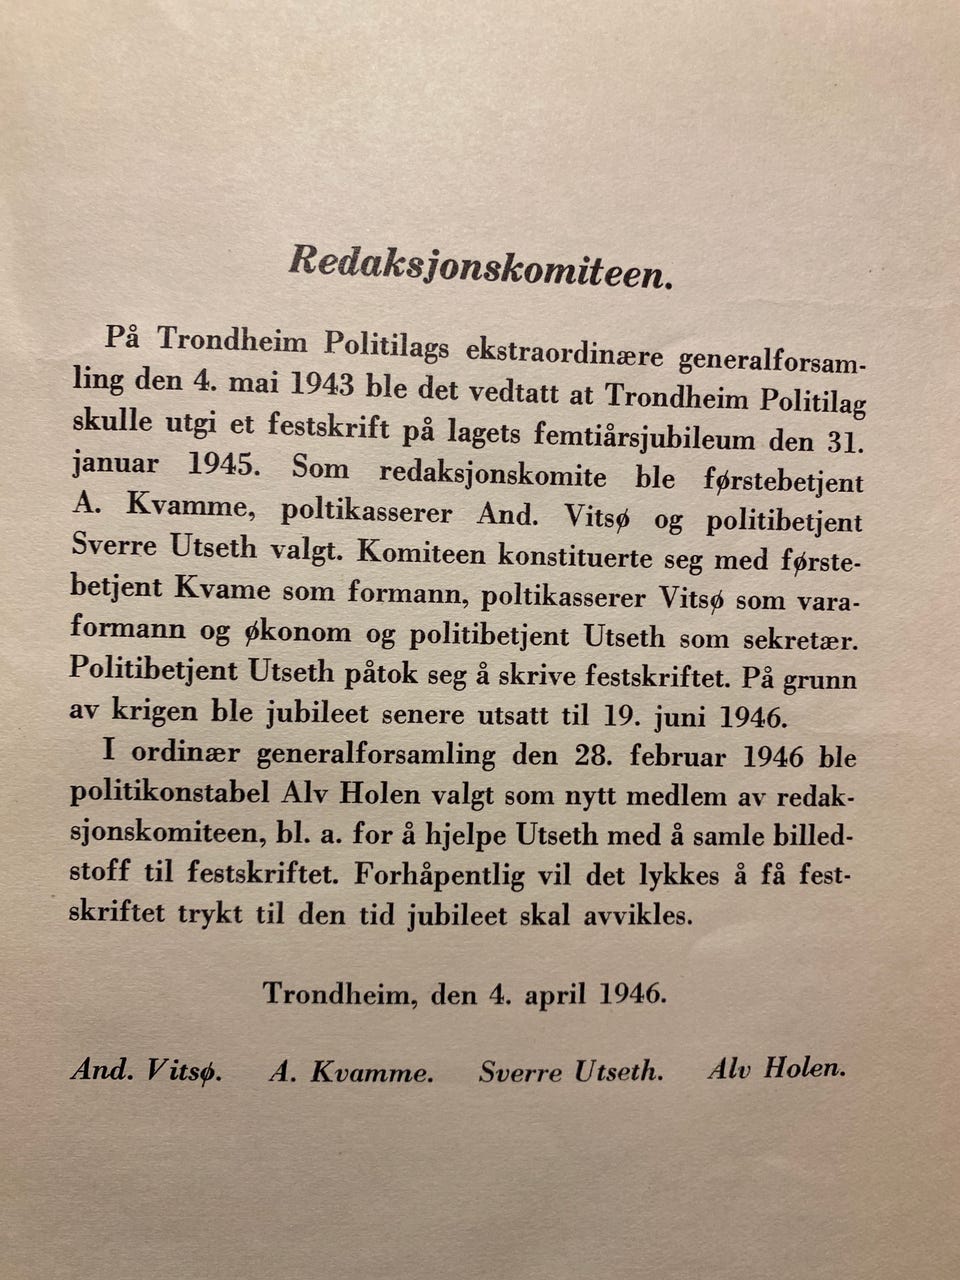 Redaksjonskomiteen.
På Trondheim Politilags ekstraordinære generalforsam-
ling den 4. mai 1943 ble det vedtatt at Trondheim Politilag
skulle utgi et festskrift på lagets femtiårsjubileum den 31.
januar 1945. Som redaksjonskomite ble førstebetjent
A. Kvamme, poltikasserer And. Vitsø og politibetjent
Sverre Utseth valgt. Komiteen konstituerte seg med første-
betjent Kvame som formann, poltikasserer Vitsø som vara-
formann og økonom og politibetjent Utseth som sekretær.
Politibetjent Utseth påtok seg å skrive festskriftet. På grunn
av krigen ble jubileet senere utsatt til 19. juni 1946.
I ordinær generalforsamling den 28. februar 1946 ble
politikonstabel Alv Holen valgt som nytt medlem av redak-
sjonskomiteen, bl. a. for å hjelpe Utseth med å samle billed-
stoff til festskriftet. Forhåpentlig vil det lykkes å få fest-
skriftet trykt til den tid jubileet skal avvikles.
Trondheim, den 4. april 1946.
And. Vitsø. A. Kvamme. Sverre Utseth. Alv Holen.